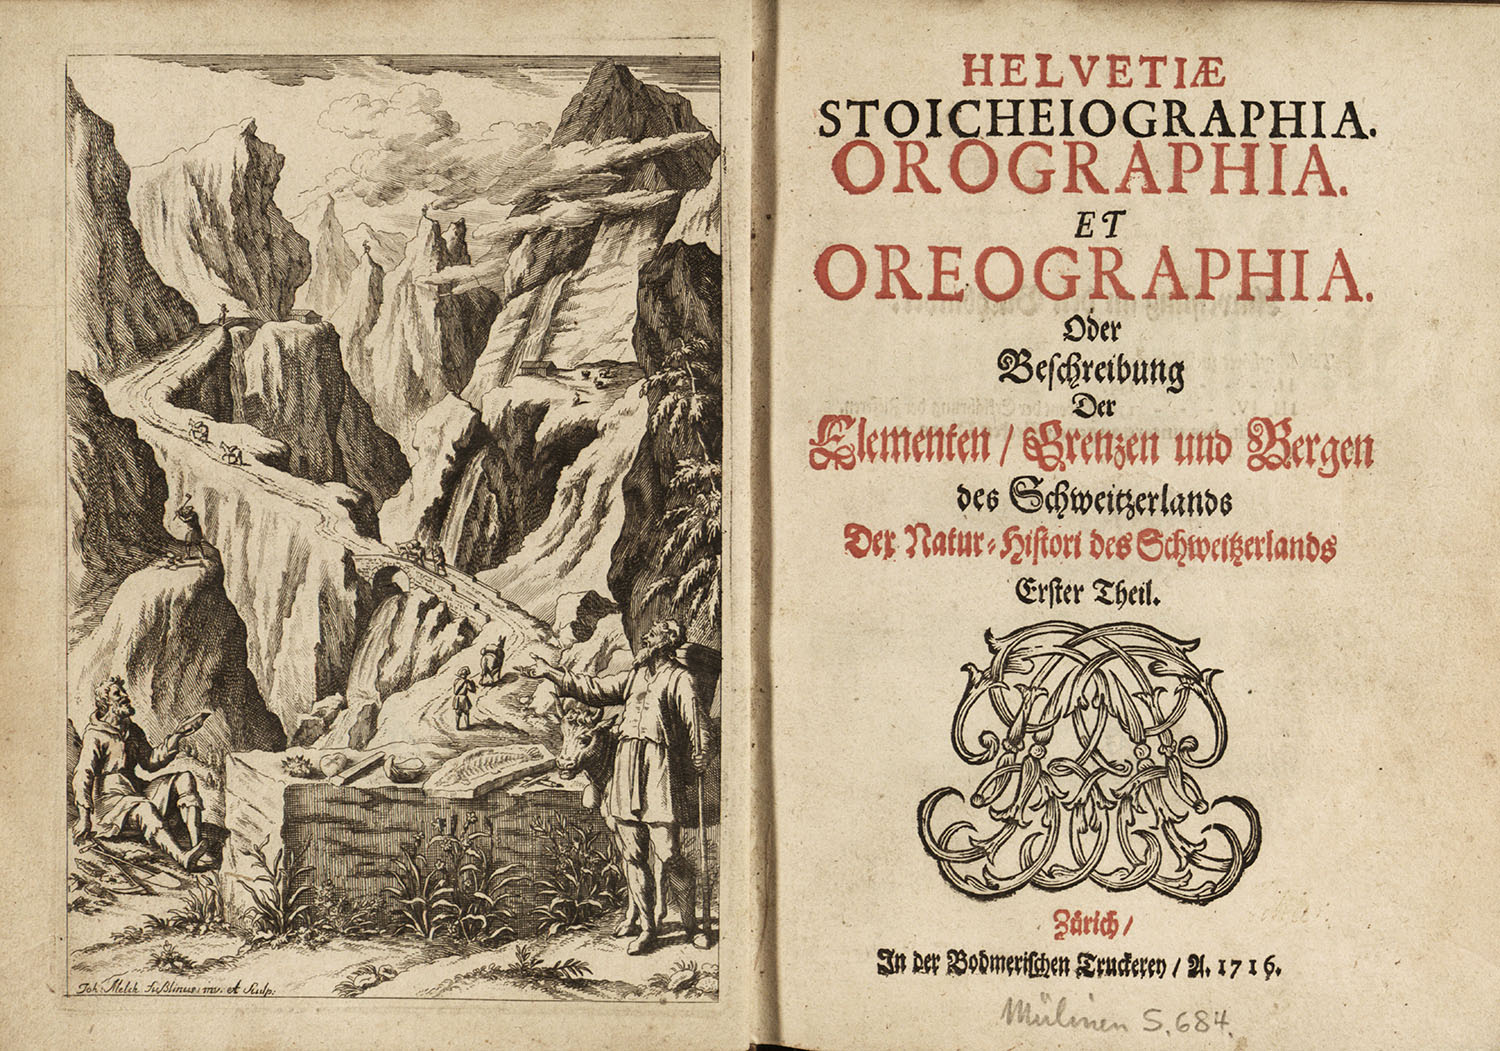 Joh: Melch Füßlinus, inv. et Sculp:
HELVETIÆ
STOICHEIOGRAPHIA.
OROGRAPHIA.
ET
OREOGRAPHIA.
Oder
Beschreibung
Der
Elementen / Grenzen und Bergen
des Schweitzerlands
Der Natur-Histori des Schweitzerlands
Erster Theil.
Zürich /
In der Bodmerischen Truckerey / A. 1716.
Mülinen S. 684.